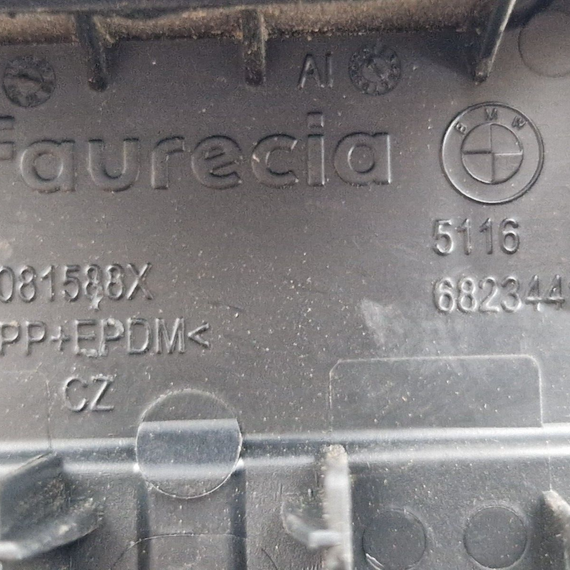 AI
faurecia
BMW
5116
081588X
682344
PP+EPDM<
CZ